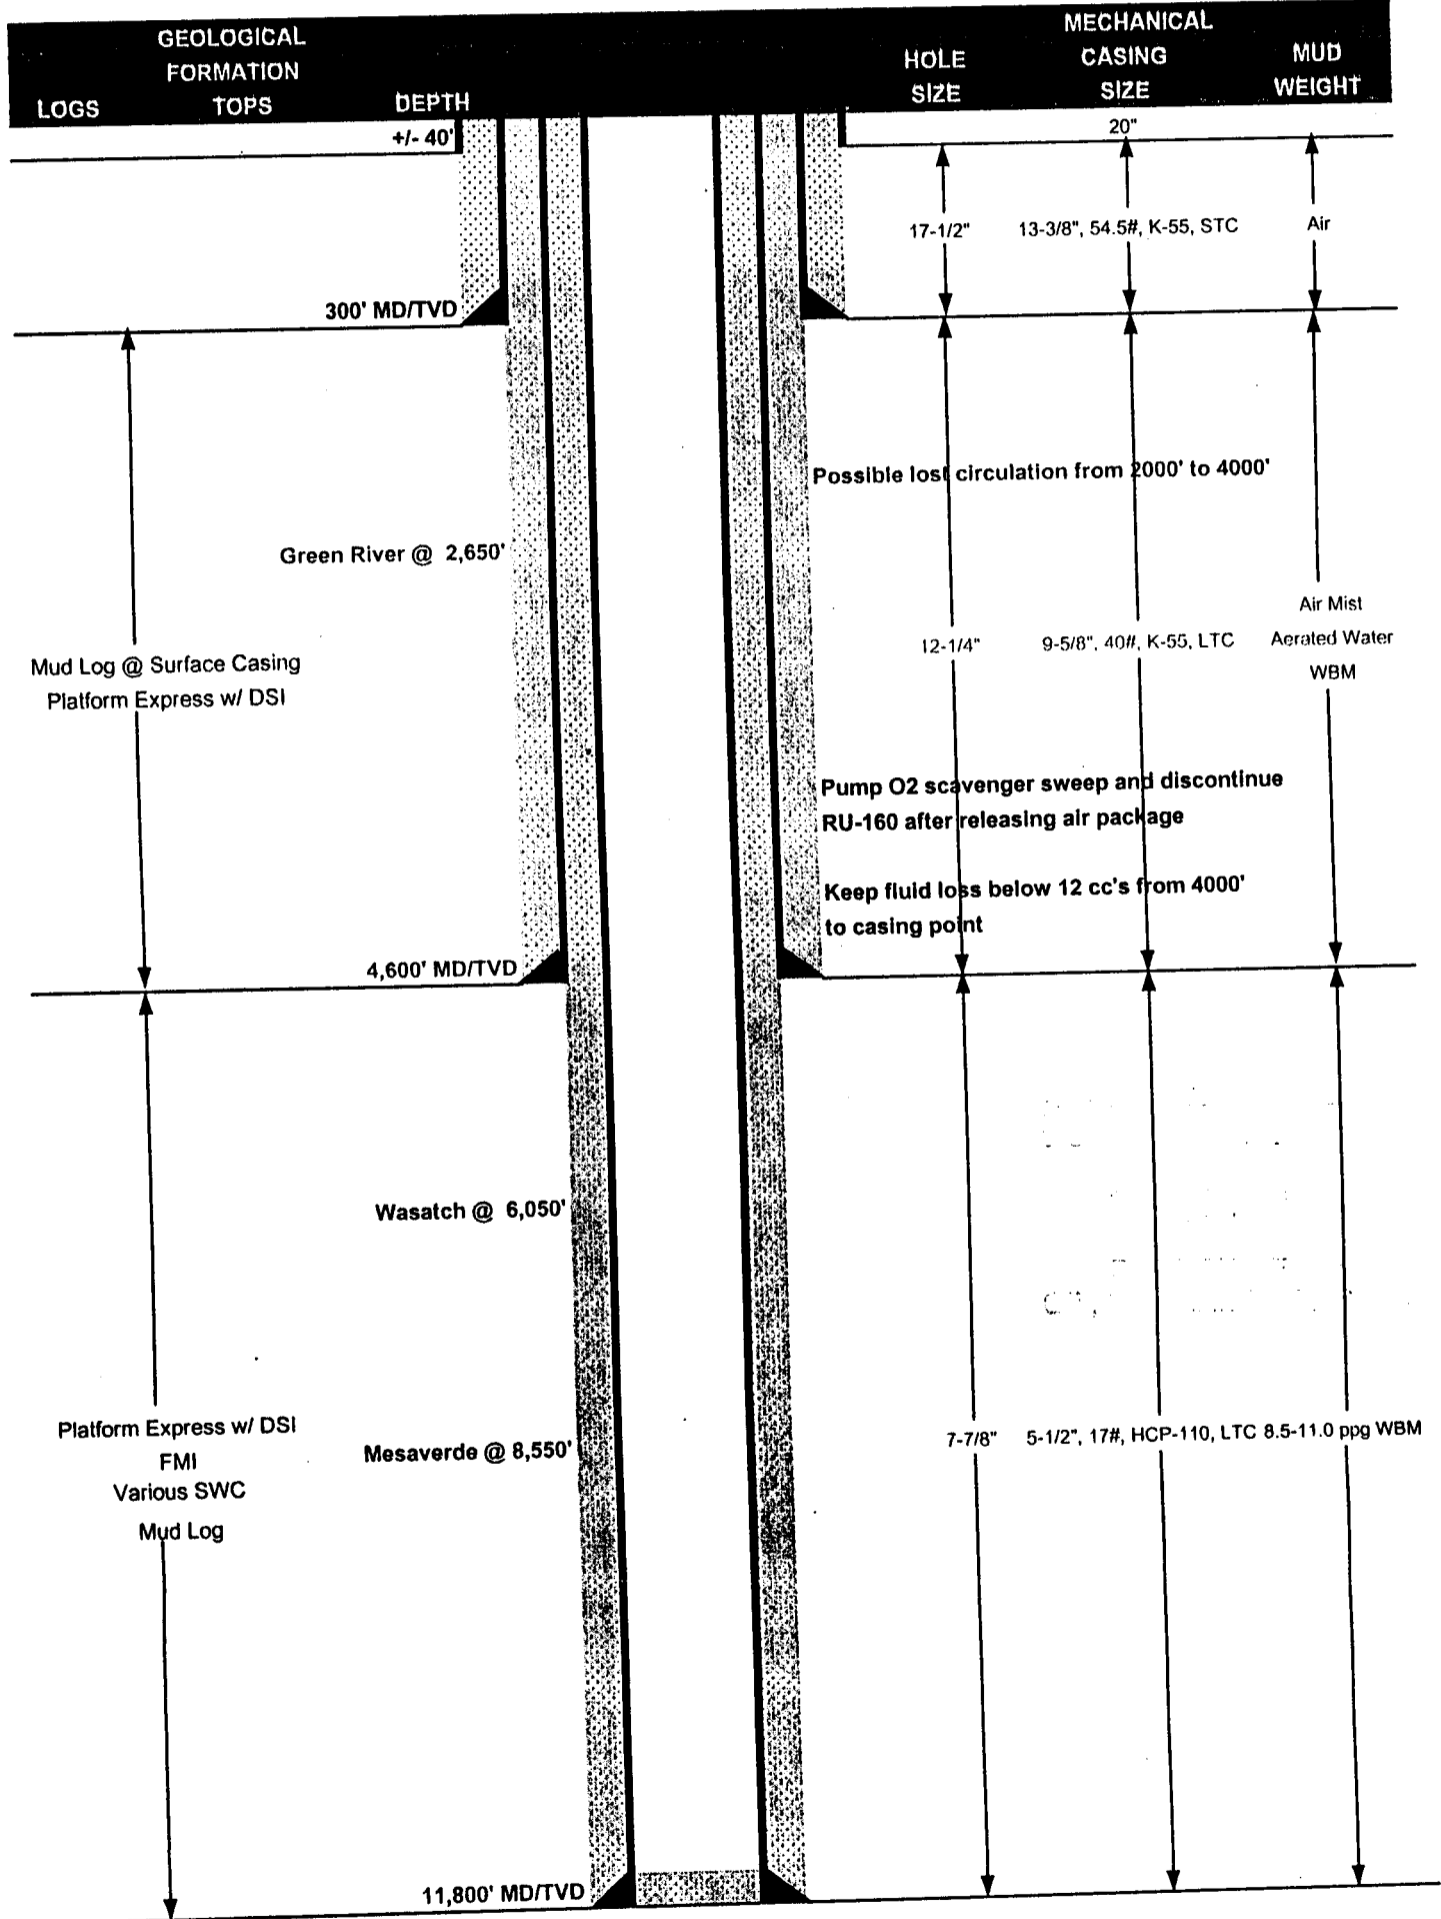 GEOLOGICAL
FORMATION
LOGS TOPS DEPTH
MECHANICAL
HOLE CASING MUD
SIZE SIZE WEIGHT
+/- 40'
20"
17-1/2" 13-3/8", 54.5#, K-55, STC Air
300' MD/TVD
Possible lost circulation from 2000' to 4000'
Green River @ 2,650'
Air Mist
12-1/4" 9-5/8", 40#, K-55, LTC Aerated Water
WBM
Mud Log @ Surface Casing
Platform Express w/ DSI
Pump O2 scavenger sweep and discontinue
RU-160 after releasing air package
Keep fluid loss below 12 cc's from 4000'
to casing point
4,600' MD/TVD
Wasatch @ 6,050'
Platform Express w/ DSI
FMI
Various SWC
Mud Log
Mesaverde @ 8,550'
7-7/8" 5-1/2", 17#, HCP-110, LTC 8.5-11.0 ppg WBM
11,800' MD/TVD